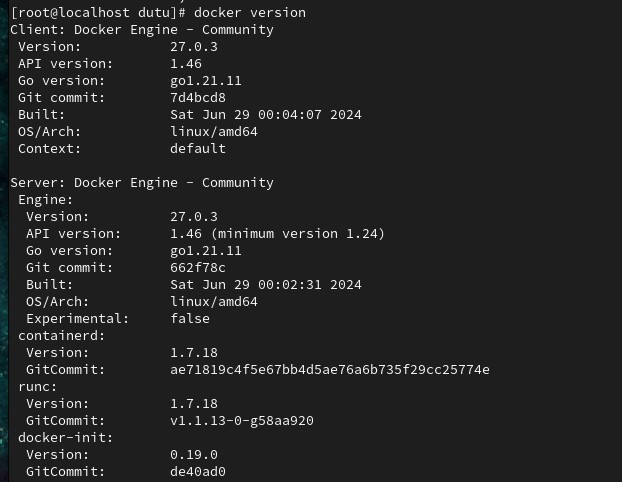 [root@localhost dutu]# docker version
Client: Docker Engine - Community
 Version:           27.0.3
 API version:       1.46
 Go version:        go1.21.11
 Git commit:        7d4bcd8
 Built:             Sat Jun 29 00:04:07 2024
 OS/Arch:           linux/amd64
 Context:           default

Server: Docker Engine - Community
 Engine:
  Version:          27.0.3
  API version:      1.46 (minimum version 1.24)
  Go version:       go1.21.11
  Git commit:       662f78c
  Built:            Sat Jun 29 00:02:31 2024
  OS/Arch:          linux/amd64
  Experimental:     false
 containerd:
  Version:          1.7.18
  GitCommit:        ae71819c4f5e67bb4d5ae76a6b735f29cc25774e
 runc:
  Version:          1.7.18
  GitCommit:        v1.1.13-0-g58aa920
 docker-init:
  Version:          0.19.0
  GitCommit:        de40ad0